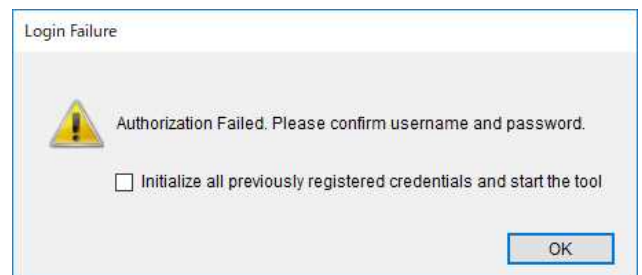 Login Failure
Authorization Failed. Please confirm username and password.
Initialize all previously registered credentials and start the tool
OK